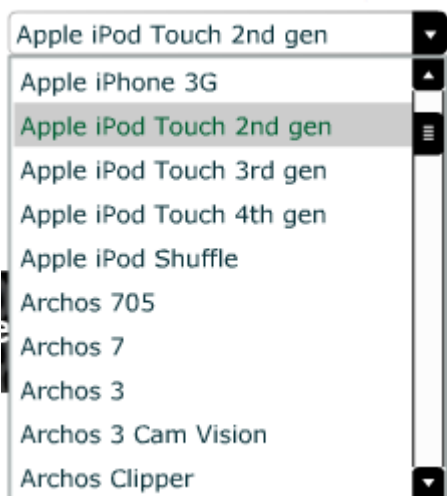 Apple iPod Touch 2nd gen
Apple iPhone 3G
Apple iPod Touch 2nd gen
Apple iPod Touch 3rd gen
Apple iPod Touch 4th gen
Apple iPod Shuffle
Archos 705
Archos 7
Archos 3
Archos 3 Cam Vision
Archos Clipper